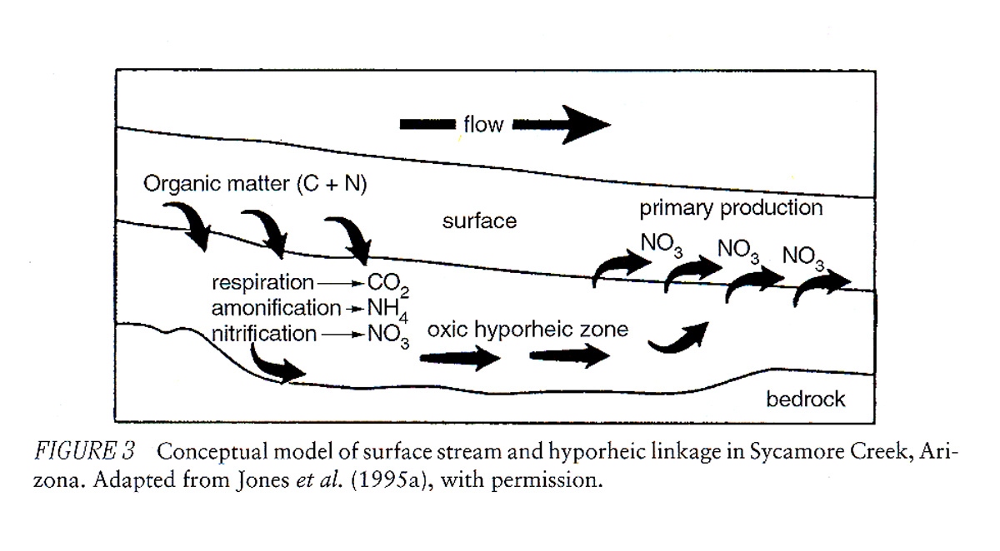 flow
Organic matter (C + N)
surface
primary production
NO3 NO3 NO3
respiration → CO2
amonification → NH4
nitrification → NO3
oxic hyporheic zone
bedrock
FIGURE 3 Conceptual model of surface stream and hyporheic linkage in Sycamore Creek, Ari-
zona. Adapted from Jones et al. (1995a), with permission.